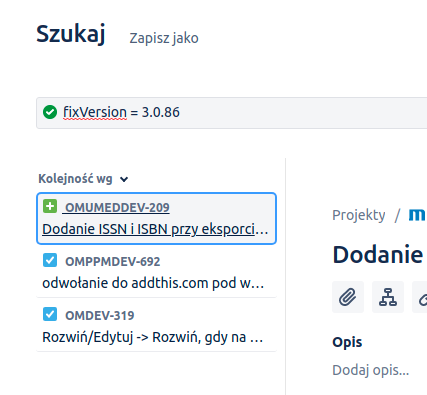 Szukaj
Zapisz jako
fixVersion = 3.0.86
Kolejność wg
OMUMEDDEV-209
Dodanie ISSN i ISBN przy eksporci...
OMPPMDEV-692
odwołanie do addthis.com pod w...
OMDEV-319
Rozwiń/Edytuj -> Rozwiń, gdy na ...
Projekty / m
Dodanie
Opis
Dodaj opis...